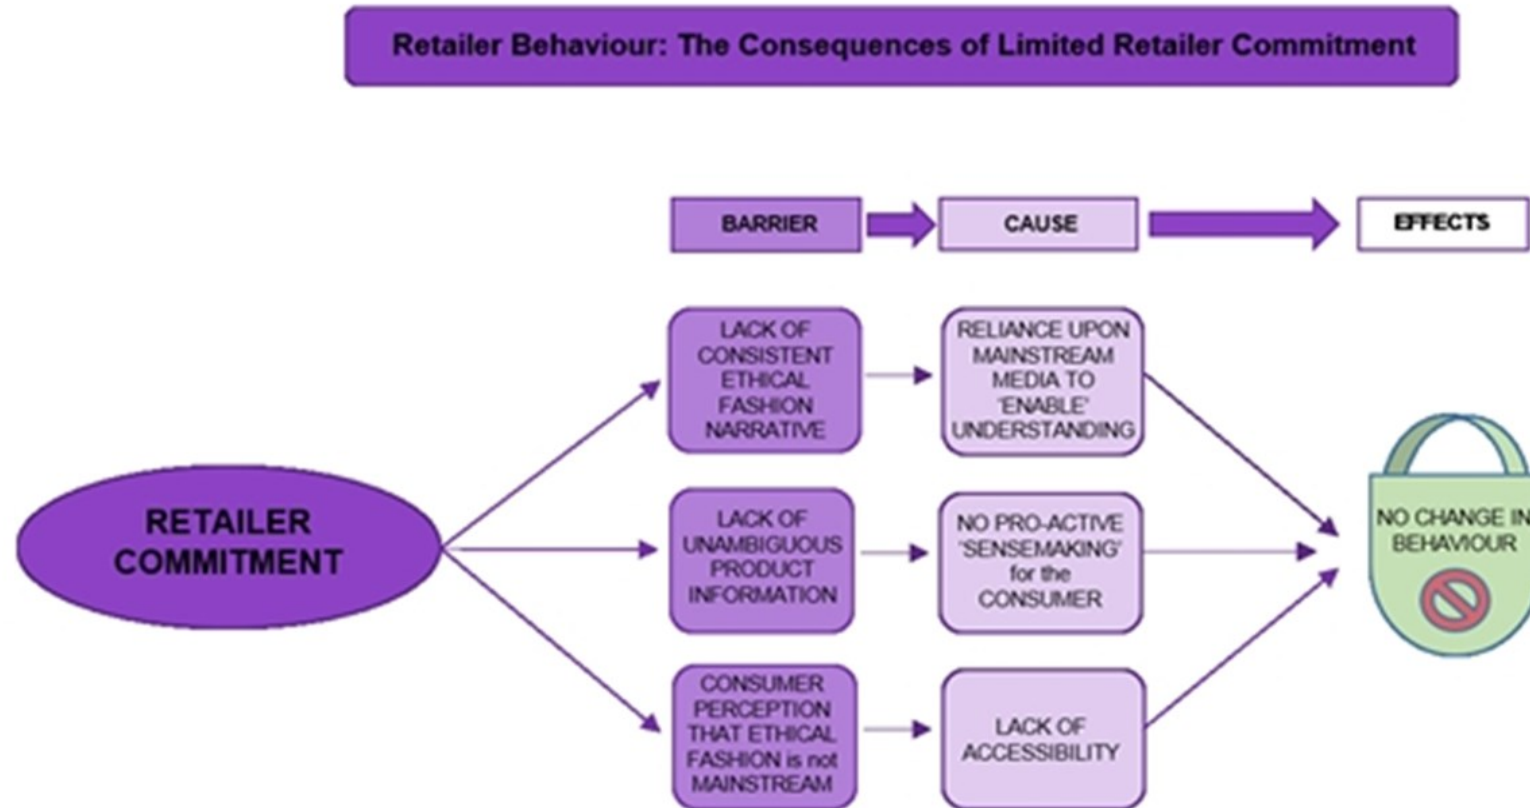 Retailer Behaviour: The Consequences of Limited Retailer Commitment
BARRIER
CAUSE
EFFECTS
LACK OF
CONSISTENT
ETHICAL
FASHION
NARRATIVE
RELIANCE UPON
MAINSTREAM
MEDIA TO
'ENABLE'
UNDERSTANDING
RETAILER
COMMITMENT
LACK OF
UNAMBIGUOUS
PRODUCT
INFORMATION
NO PRO-ACTIVE
'SENSEMAKING'
for the
CONSUMER
NO CHANGE IN
BEHAVIOUR
CONSUMER
PERCEPTION
THAT ETHICAL
FASHION is not
MAINSTREAM
LACK OF
ACCESSIBILITY